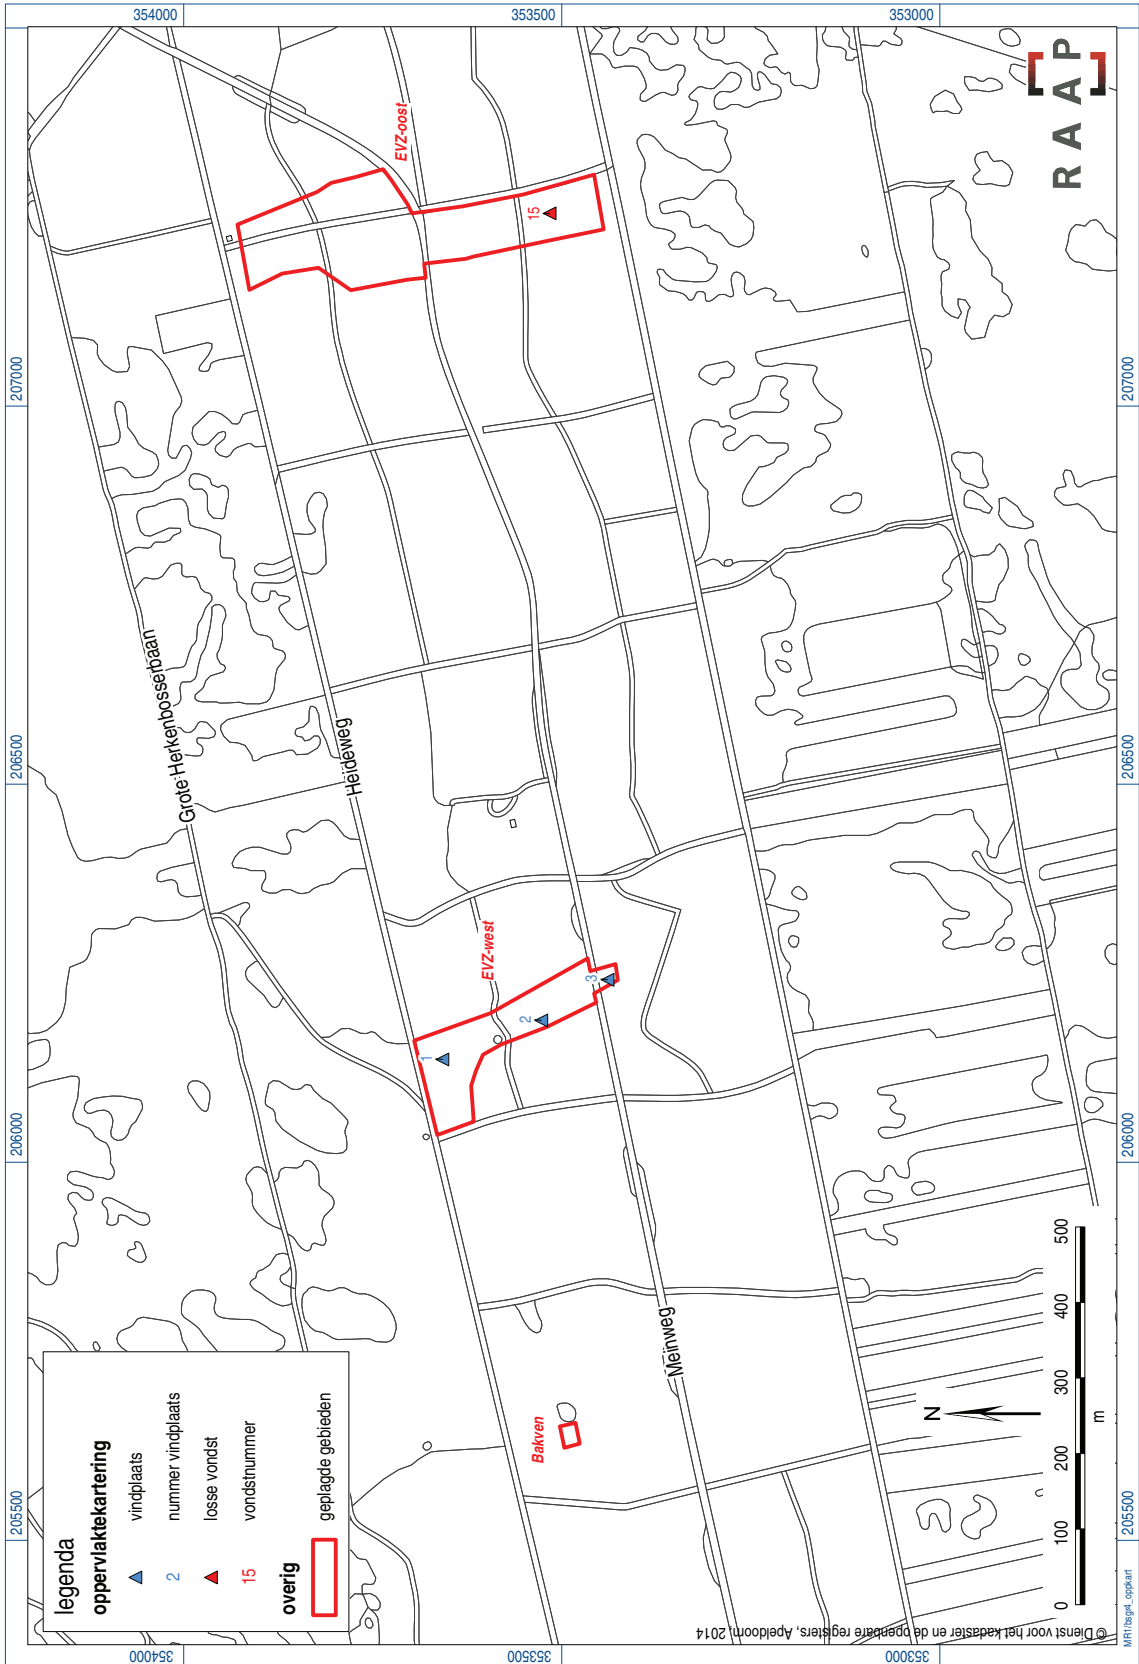 205500
206000
206500
207000
354000
353500
353000
354000
353500
353000
205500
206000
206500
207000
legenda
oppervlaktekartering
vindplaats
2
nummer vindplaats
losse vondst
15
vondstnummer
overig
geplagde gebieden
Grote Herkenbosserbaan
Heideweg
Meinweg
Bakven
EVZ-west
EVZ-oost
1
2
3
15
N
0
100
200
300
400
500
m
RAAP
© Dienst voor het kadaster en de openbare registers, Apeldoorn, 2014
MR1/bsgr4_oppkart